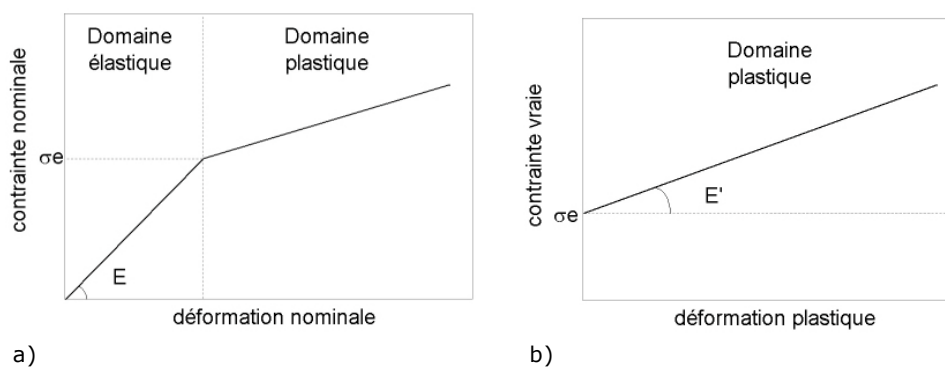 Domaine
élastique
Domaine
plastique
contrainte nominale
σe
E
déformation nominale
a)
Domaine
plastique
contrainte vraie
σe
E'
déformation plastique
b)